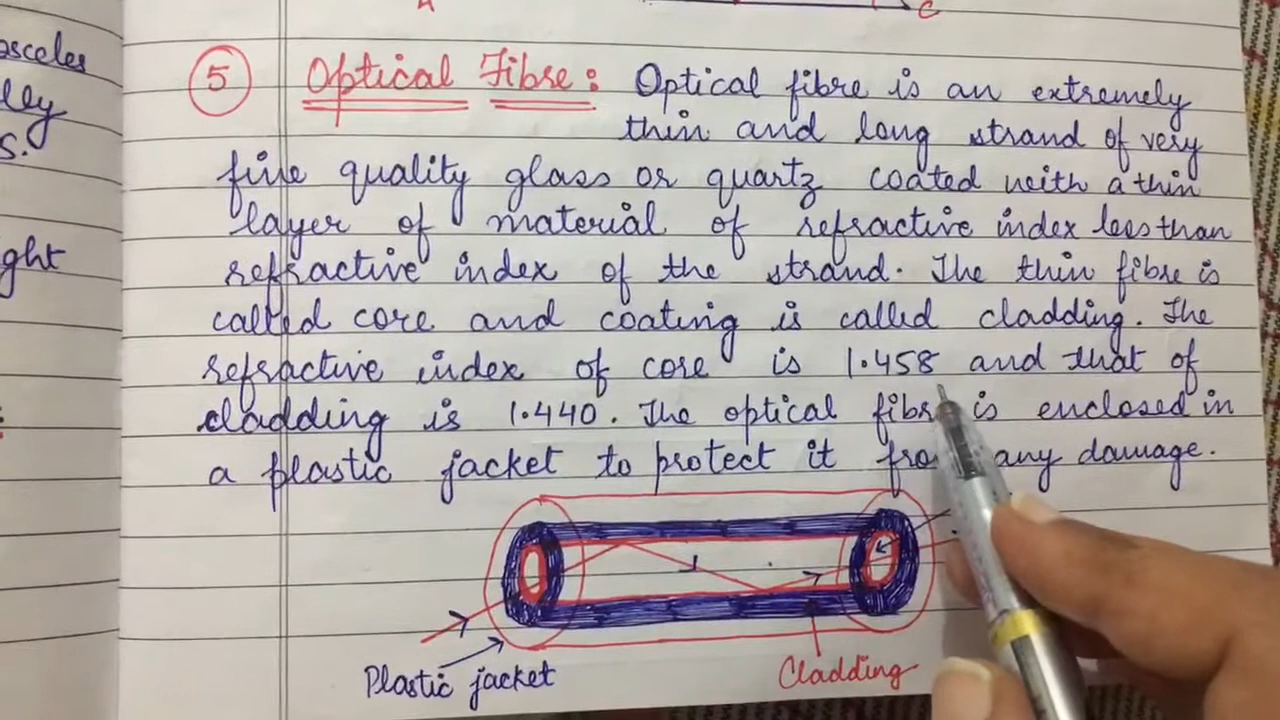 A
C
osceles
lly
s.
ght
5 Optical Fibre: Optical fibre is an extremely
thin and long strand of very
fine quality glass or quartz coated with a thin
layer of material of refractive index less than
refractive index of the strand. The thin fibre is
called core and coating is called cladding. The
refractive index of core is 1.458 and that of
cladding is 1.440. The optical fibre is enclosed in
a plastic jacket to protect it from any damage.
Plastic jacket
Cladding